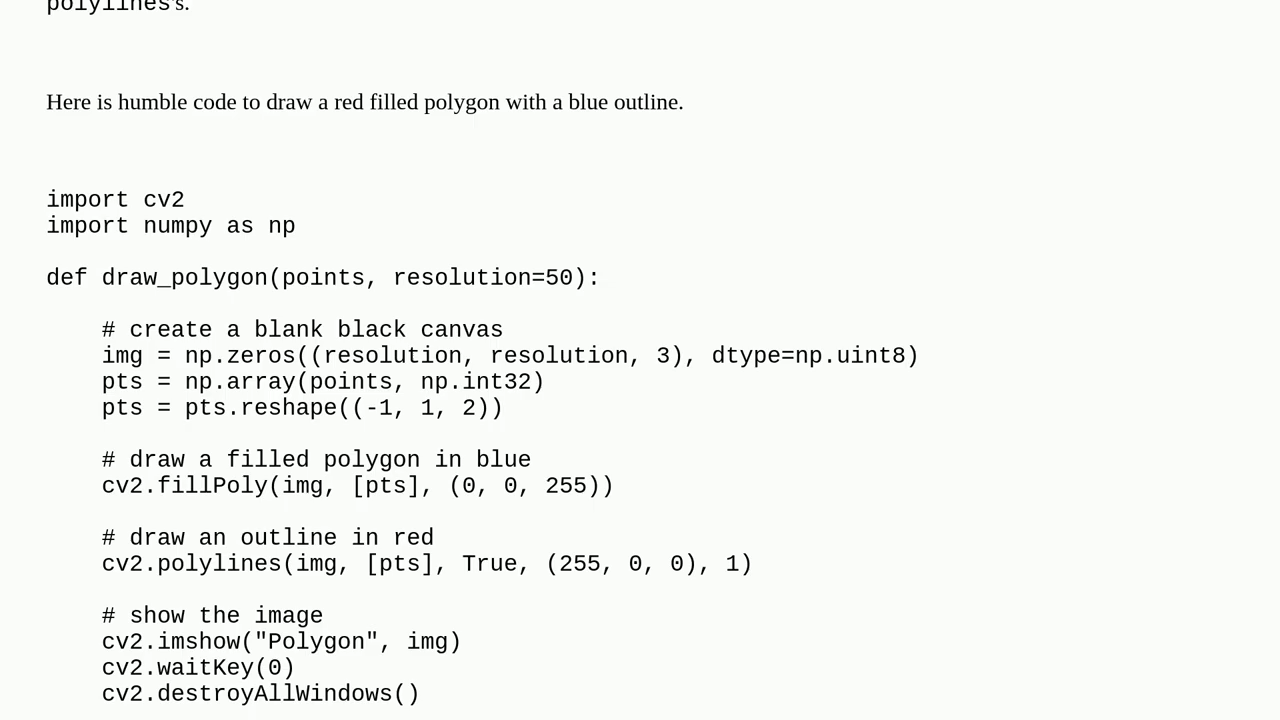 polylines's.
Here is humble code to draw a red filled polygon with a blue outline.
import cv2
import numpy as np
def draw_polygon(points, resolution=50):
    # create a blank black canvas
    img = np.zeros((resolution, resolution, 3), dtype=np.uint8)
    pts = np.array(points, np.int32)
    pts = pts.reshape((-1, 1, 2))
    # draw a filled polygon in blue
    cv2.fillPoly(img, [pts], (0, 0, 255))
    # draw an outline in red
    cv2.polylines(img, [pts], True, (255, 0, 0), 1)
    # show the image
    cv2.imshow("Polygon", img)
    cv2.waitKey(0)
    cv2.destroyAllWindows()